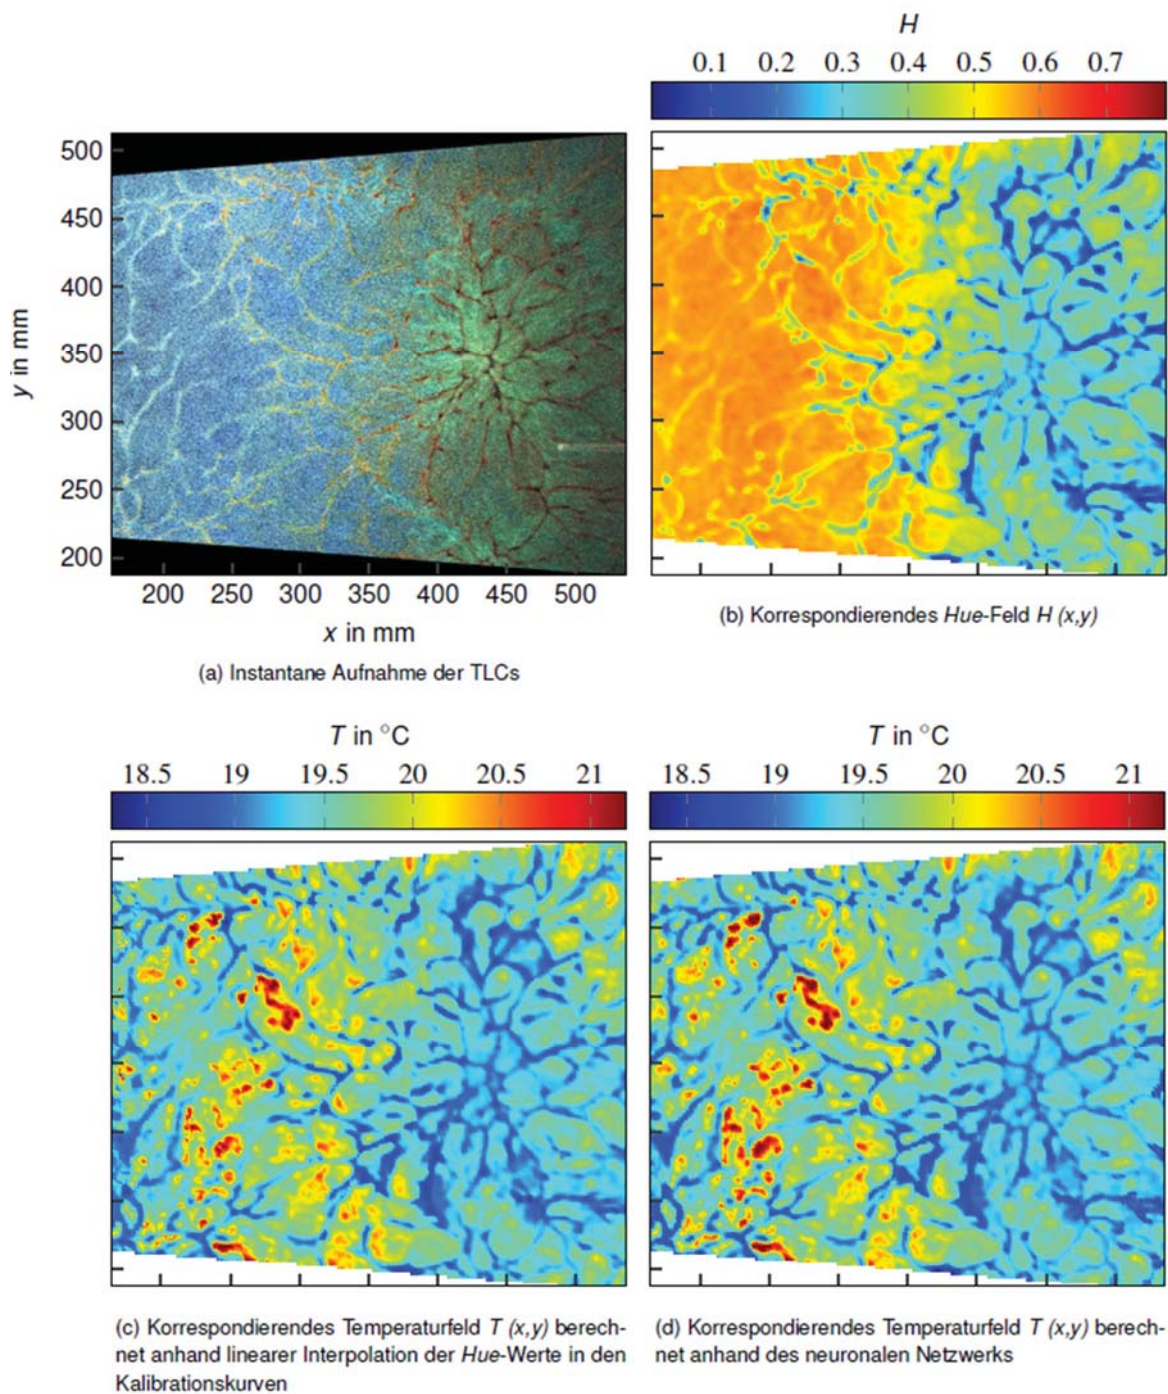 H
0.1 0.2 0.3 0.4 0.5 0.6 0.7
500
450
400
350
300
250
200
y in mm
200 250 300 350 400 450 500
x in mm
(a) Instantane Aufnahme der TLCs
(b) Korrespondierendes Hue-Feld H (x,y)
T in °C
18.5 19 19.5 20 20.5 21
T in °C
18.5 19 19.5 20 20.5 21
(c) Korrespondierendes Temperaturfeld T (x,y) berech-
net anhand linearer Interpolation der Hue-Werte in den
Kalibrationskurven
(d) Korrespondierendes Temperaturfeld T (x,y) berech-
net anhand des neuronalen Netzwerks